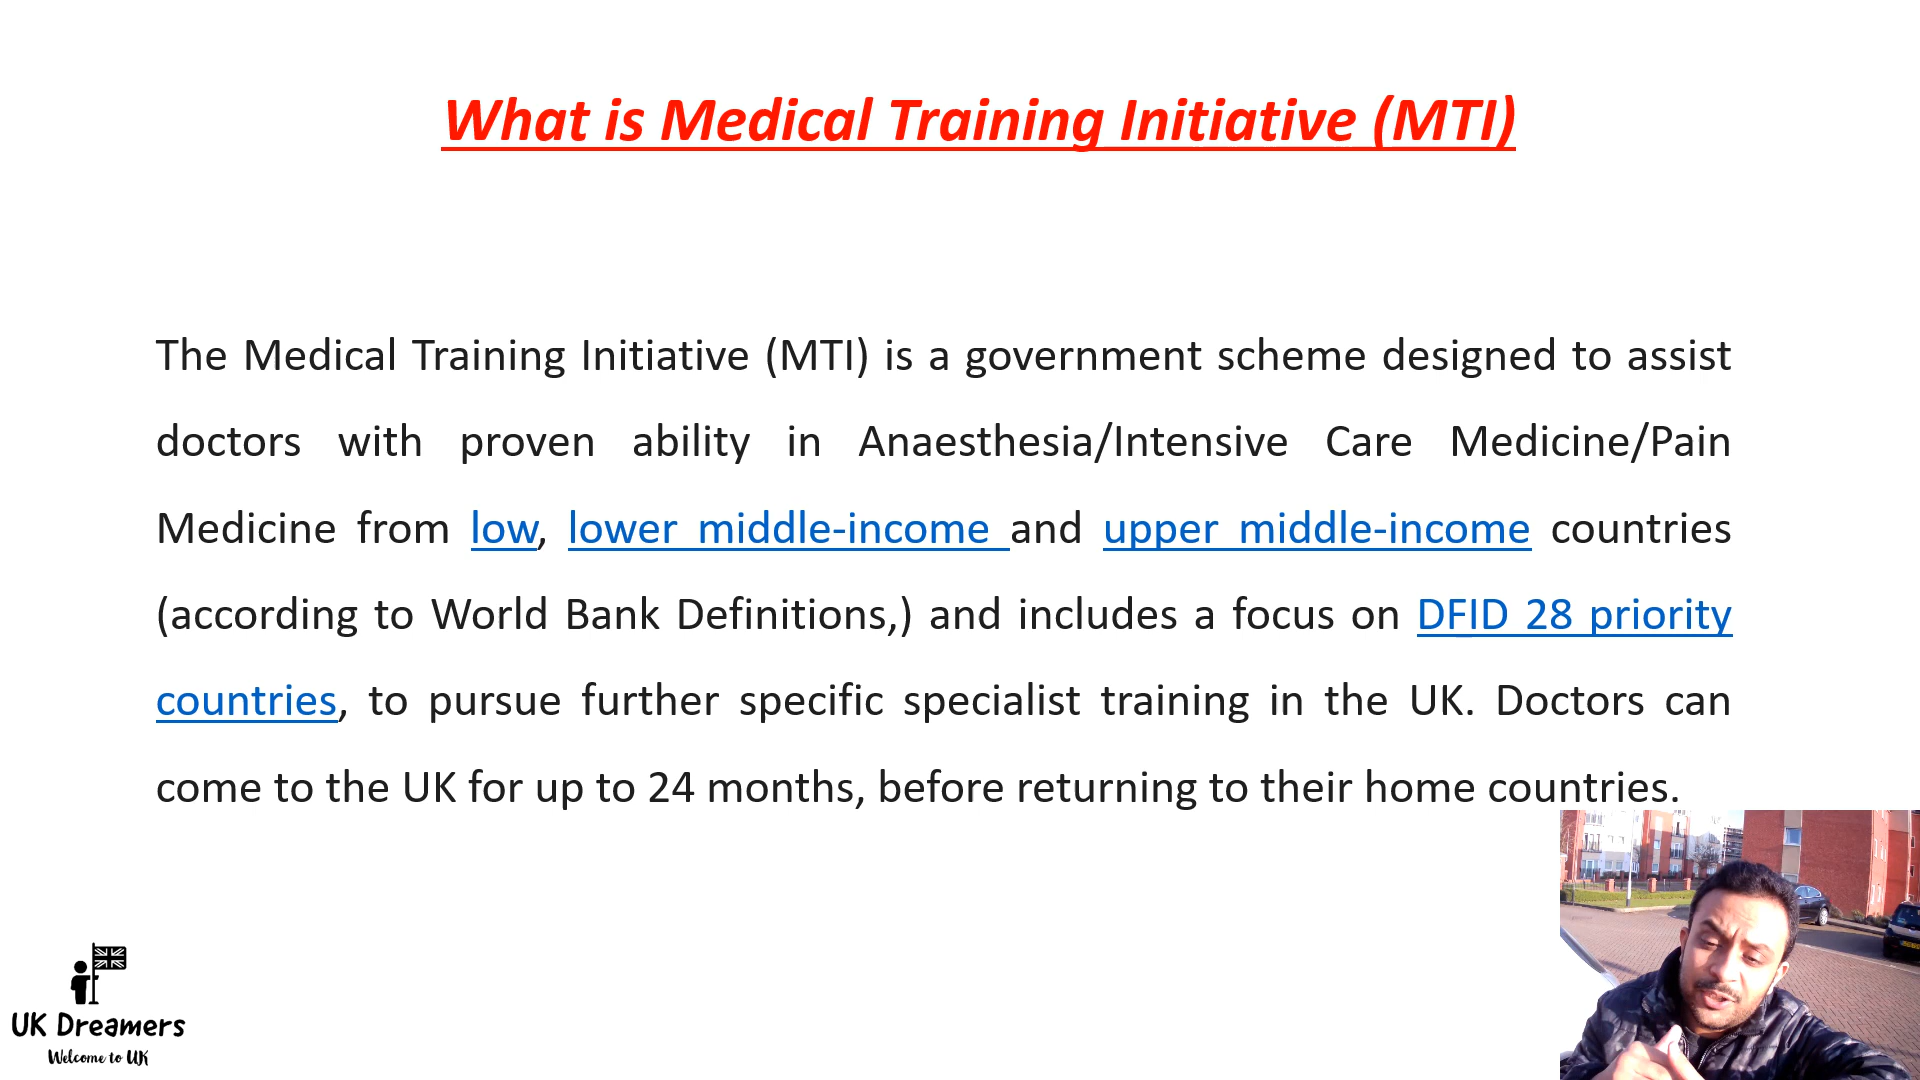 What is Medical Training Initiative (MTI)
The Medical Training Initiative (MTI) is a government scheme designed to assist
doctors with proven ability in Anaesthesia/Intensive Care Medicine/Pain
Medicine from low, lower middle-income and upper middle-income countries
(according to World Bank Definitions,) and includes a focus on DFID 28 priority
countries, to pursue further specific specialist training in the UK. Doctors can
come to the UK for up to 24 months, before returning to their home countries.
UK Dreamers
Welcome to UK